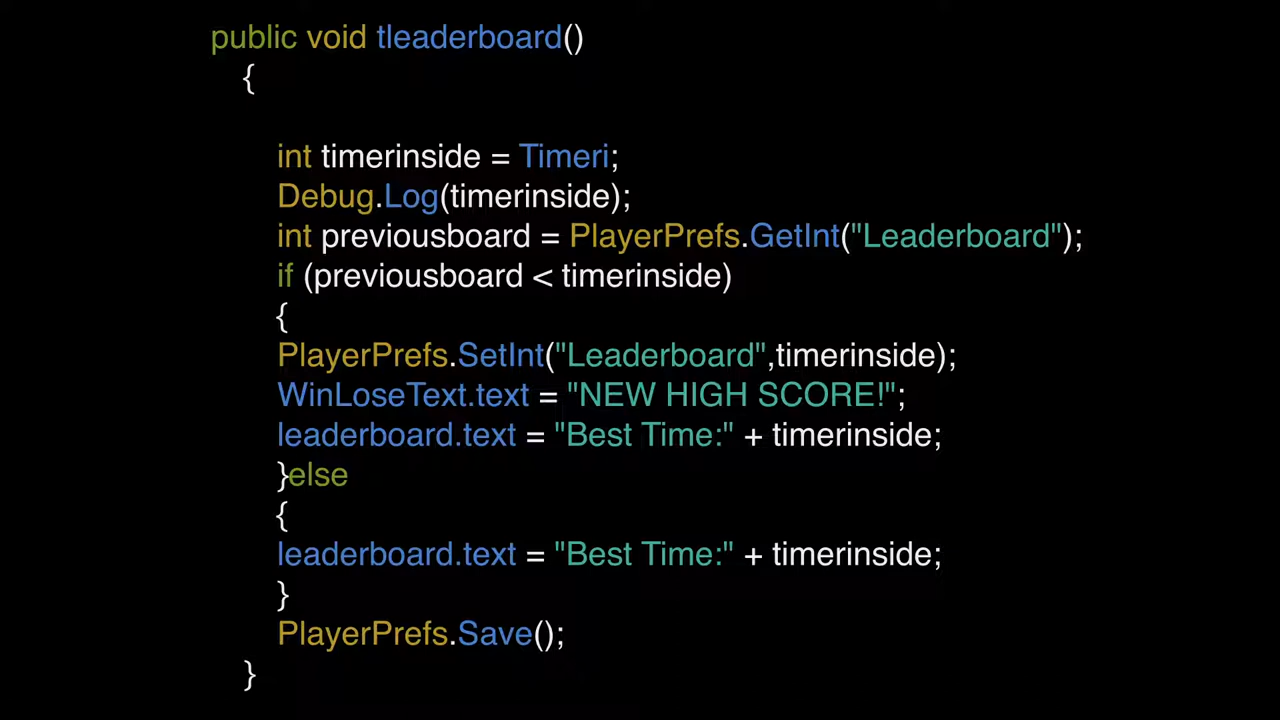 public void tleaderboard()
{
int timerinside = Timeri;
Debug.Log(timerinside);
int previousboard = PlayerPrefs.GetInt("Leaderboard");
if (previousboard < timerinside)
{
PlayerPrefs.SetInt("Leaderboard",timerinside);
WinLoseText.text = "NEW HIGH SCORE!";
leaderboard.text = "Best Time:" + timerinside;
}else
{
leaderboard.text = "Best Time:" + timerinside;
}
PlayerPrefs.Save();
}